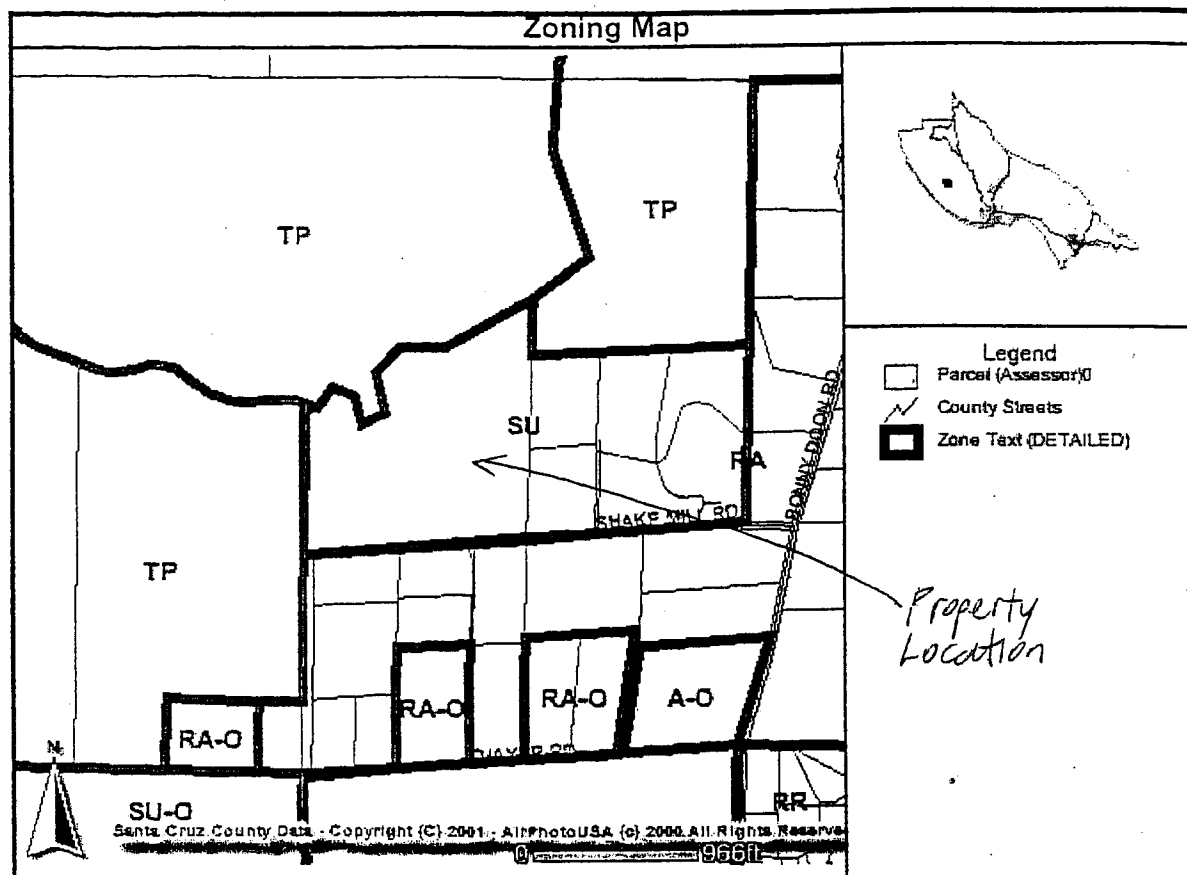 Zoning Map
TP
TP
SU
RA
BONNY DOON RD
SHAKE MILL RD
TP
RA-O
RA-O
RA-O
A-O
N
SU-O
RR
Santa Cruz County Data - Copyright (C) 2001 - AirPhotoUSA (c) 2000 All Rights Reserve
0 966ft
Legend
Parcel (Assessor)0
County Streets
Zone Text (DETAILED)
Property
Location